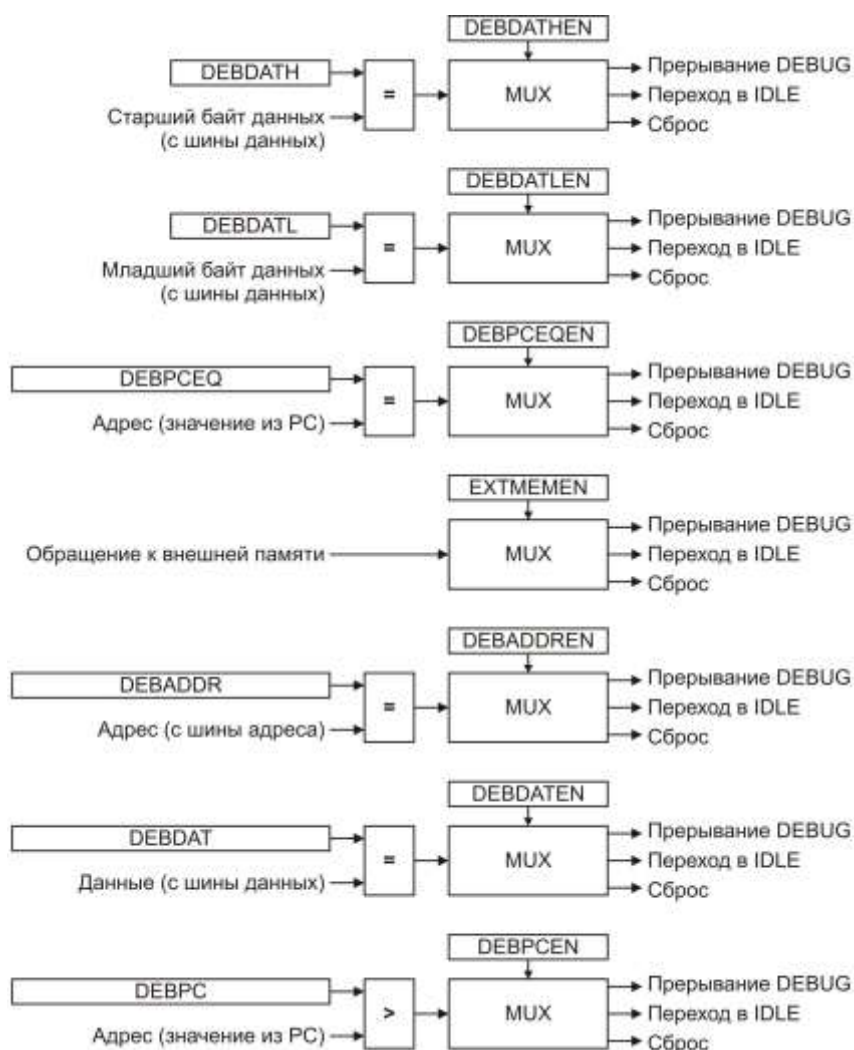 DEBDATHEN
DEBDATH
=
MUX
Прерывание DEBUG
Переход в IDLE
Сброс
Старший байт данных
(с шины данных)
DEBDATLEN
DEBDATL
=
MUX
Прерывание DEBUG
Переход в IDLE
Сброс
Младший байт данных
(с шины данных)
DEBPCEQEN
DEBPCEQ
=
MUX
Прерывание DEBUG
Переход в IDLE
Сброс
Адрес (значение из PC)
EXTMEMEN
Обращение к внешней памяти
MUX
Прерывание DEBUG
Переход в IDLE
Сброс
DEBADDREN
DEBADDR
=
MUX
Прерывание DEBUG
Переход в IDLE
Сброс
Адрес (с шины адреса)
DEBDATEN
DEBDAT
=
MUX
Прерывание DEBUG
Переход в IDLE
Сброс
Данные (с шины данных)
DEBPCEN
DEBPC
>
MUX
Прерывание DEBUG
Переход в IDLE
Сброс
Адрес (значение из PC)